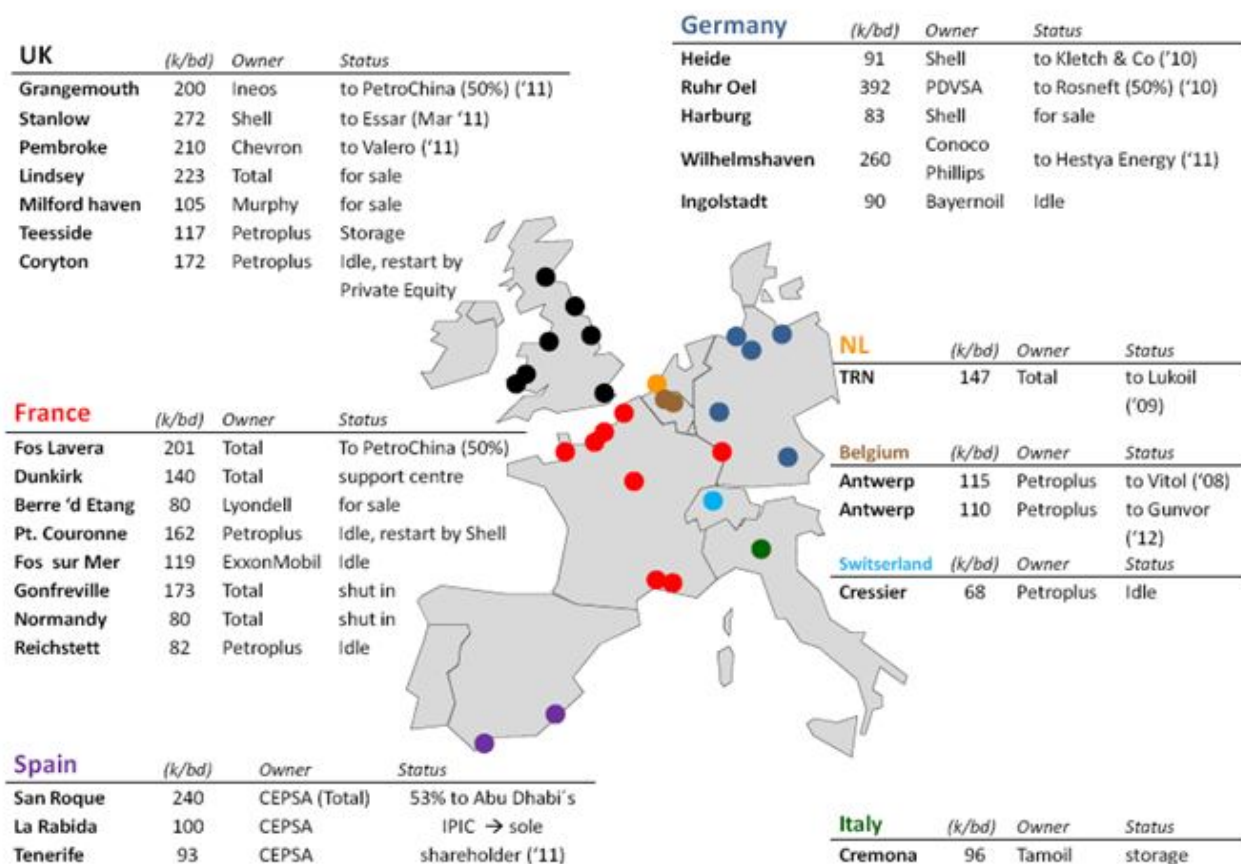 UK (k/bd) Owner Status
Grangemouth 200 Ineos to PetroChina (50%) ('11)
Stanlow 272 Shell to Essar (Mar '11)
Pembroke 210 Chevron to Valero ('11)
Lindsey 223 Total for sale
Milford haven 105 Murphy for sale
Teesside 117 Petroplus Storage
Coryton 172 Petroplus Idle, restart by
Private Equity
Germany (k/bd) Owner Status
Heide 91 Shell to Kletch & Co ('10)
Ruhr Oel 392 PDVSA to Rosneft (50%) ('10)
Harburg 83 Shell for sale
Wilhelmshaven 260 Conoco Phillips to Hestya Energy ('11)
Ingolstadt 90 Bayernoil Idle
NL (k/bd) Owner Status
TRN 147 Total to Lukoil
('09)
France (k/bd) Owner Status
Fos Lavera 201 Total To PetroChina (50%)
Dunkirk 140 Total support centre
Berre 'd Etang 80 Lyondell for sale
Pt. Couronne 162 Petroplus Idle, restart by Shell
Fos sur Mer 119 ExxonMobil Idle
Gonfreville 173 Total shut in
Normandy 80 Total shut in
Reichstett 82 Petroplus Idle
Belgium (k/bd) Owner Status
Antwerp 115 Petroplus to Vitol ('08)
Antwerp 110 Petroplus to Gunvor
('12)
Switserland (k/bd) Owner Status
Cressier 68 Petroplus Idle
Spain (k/bd) Owner Status
San Roque 240 CEPSA (Total) 53% to Abu Dhabi´s
La Rabida 100 CEPSA IPIC → sole
Tenerife 93 CEPSA shareholder ('11)
Italy (k/bd) Owner Status
Cremona 96 Tamoil storage